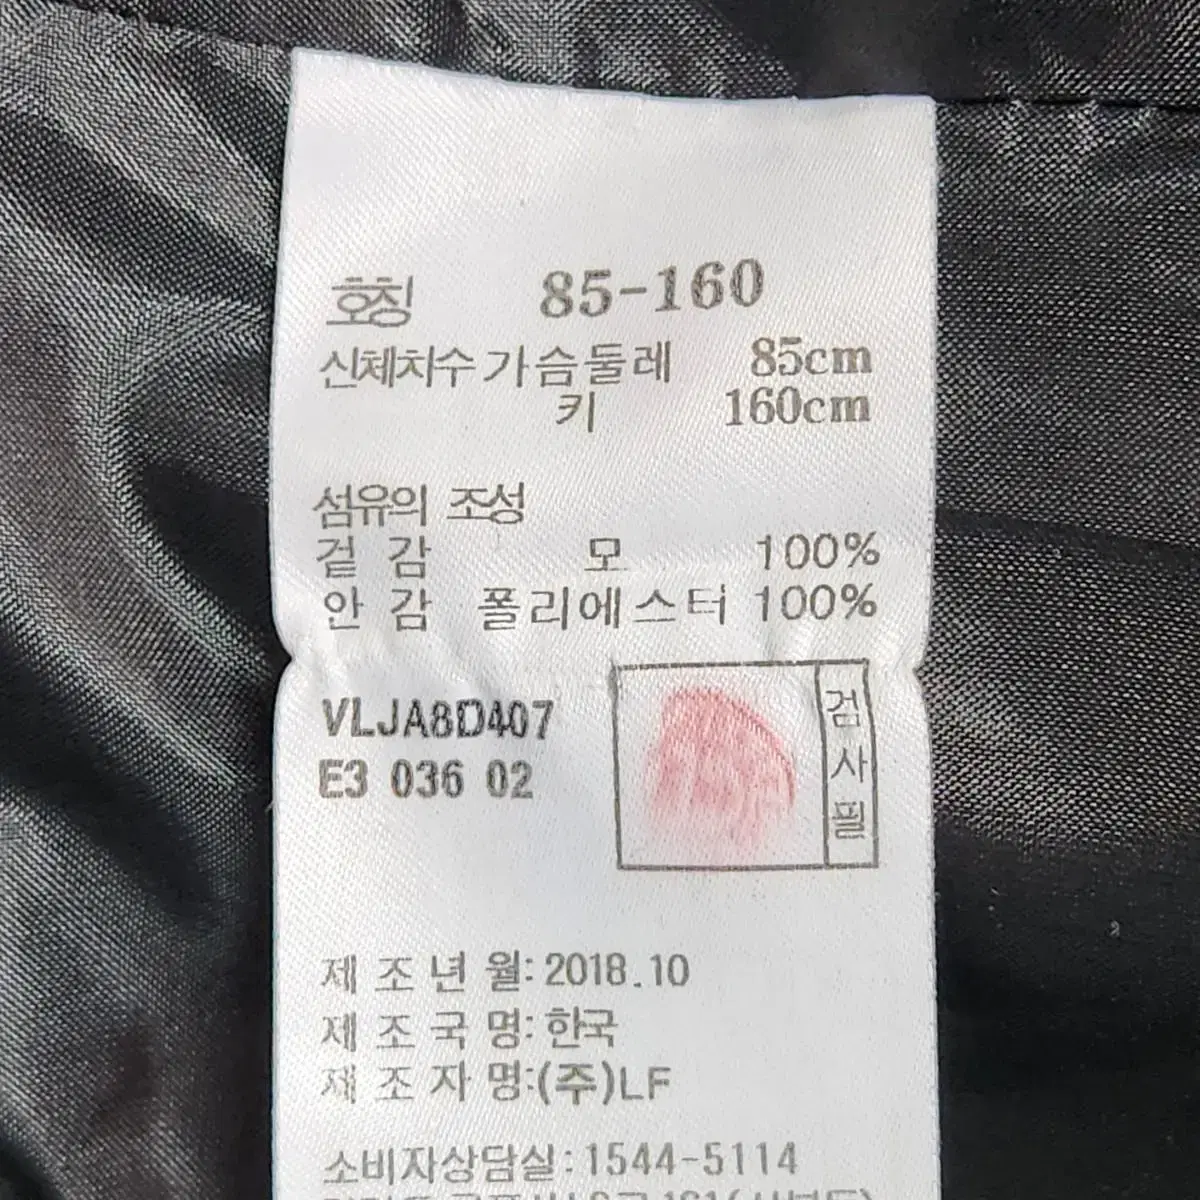 호칭 85-160
신체치수 가슴둘레 85cm
키 160cm
섬유의 조성
겉 감 모 100%
안 감 폴리에스터 100%
VLJA8D407
E3 036 02
검사필
제 조 년 월: 2018.10
제 조 국 명: 한국
제 조 자 명:(주)LF
소비자상담실: 1544-5114